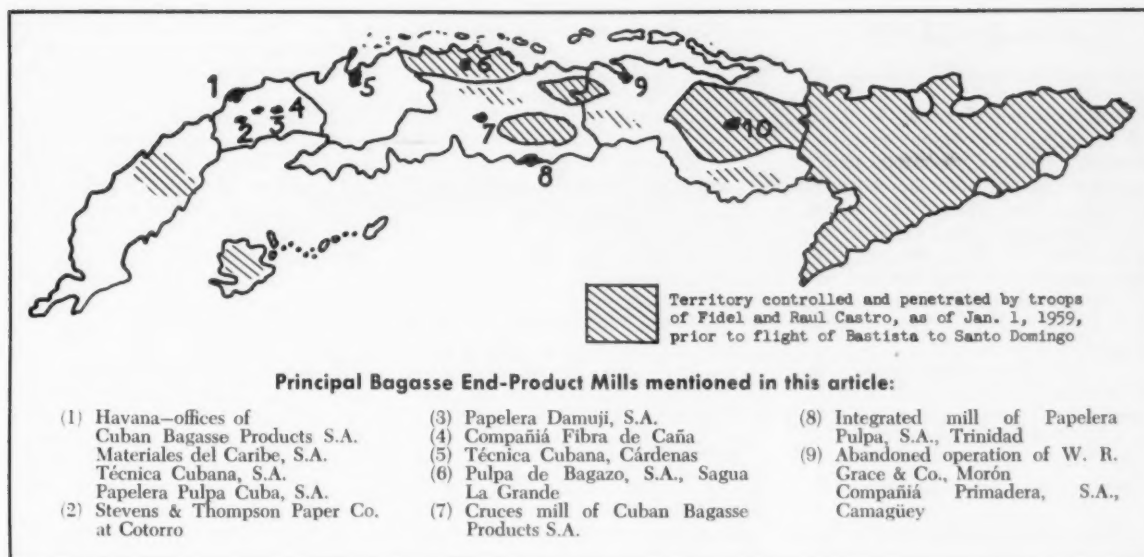 1
2
3
4
5
6
7
8
9
10
Territory controlled and penetrated by troops
of Fidel and Raul Castro, as of Jan. 1, 1959,
prior to flight of Bastista to Santo Domingo
Principal Bagasse End-Product Mills mentioned in this article:
(1) Havana—offices of
Cuban Bagasse Products S.A.
Materiales del Caribe, S.A.
Técnica Cubana, S.A.
Papelera Pulpa Cuba, S.A.
(2) Stevens & Thompson Paper Co.
at Cotorro
(3) Papelera Damuji, S.A.
(4) Compañiá Fibra de Caña
(5) Técnica Cubana, Cárdenas
(6) Pulpa de Bagazo, S.A., Sagua
La Grande
(7) Cruces mill of Cuban Bagasse
Products S.A.
(8) Integrated mill of Papelera
Pulpa, S.A., Trinidad
(9) Abandoned operation of W. R.
Grace & Co., Morón
Compañiá Primadera, S.A.,
Camagüey